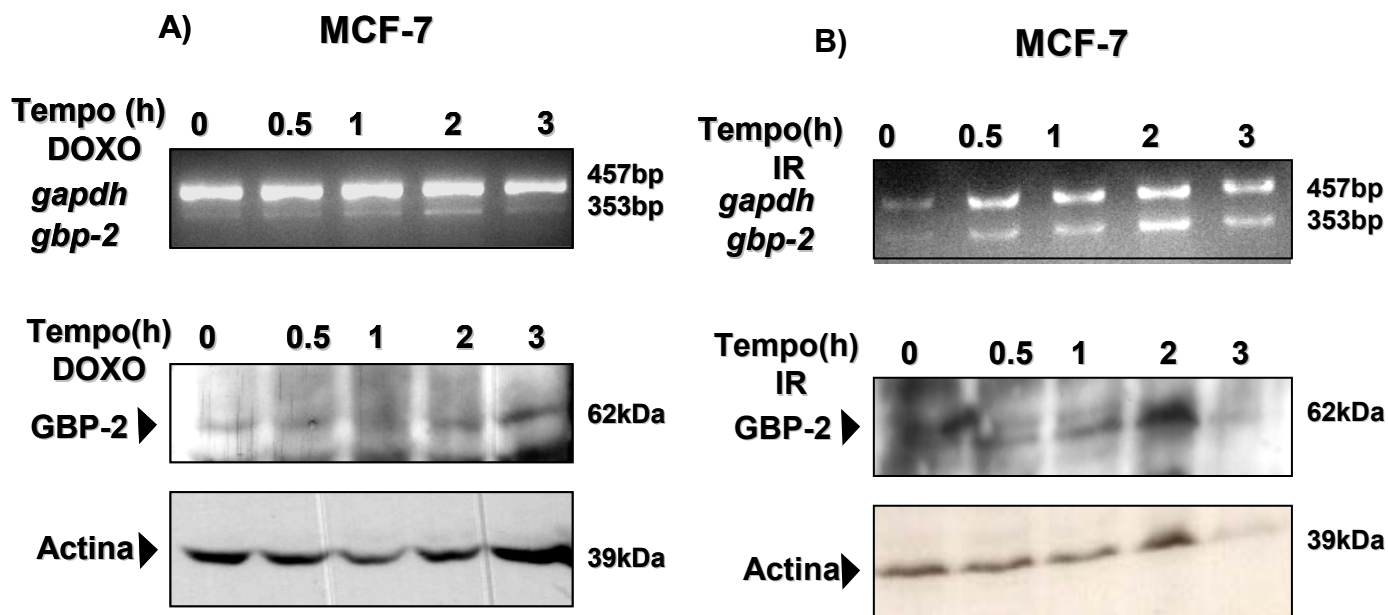 A)
MCF-7
Tempo (h)
0 0.5 1 2 3
DOXO
gapdh
457bp
gbp-2
353bp
Tempo(h)
0 0.5 1 2 3
DOXO
GBP-2
62kDa
Actina
39kDa
B)
MCF-7
Tempo(h)
0 0.5 1 2 3
IR
gapdh
457bp
gbp-2
353bp
Tempo(h)
0 0.5 1 2 3
IR
GBP-2
62kDa
Actina
39kDa